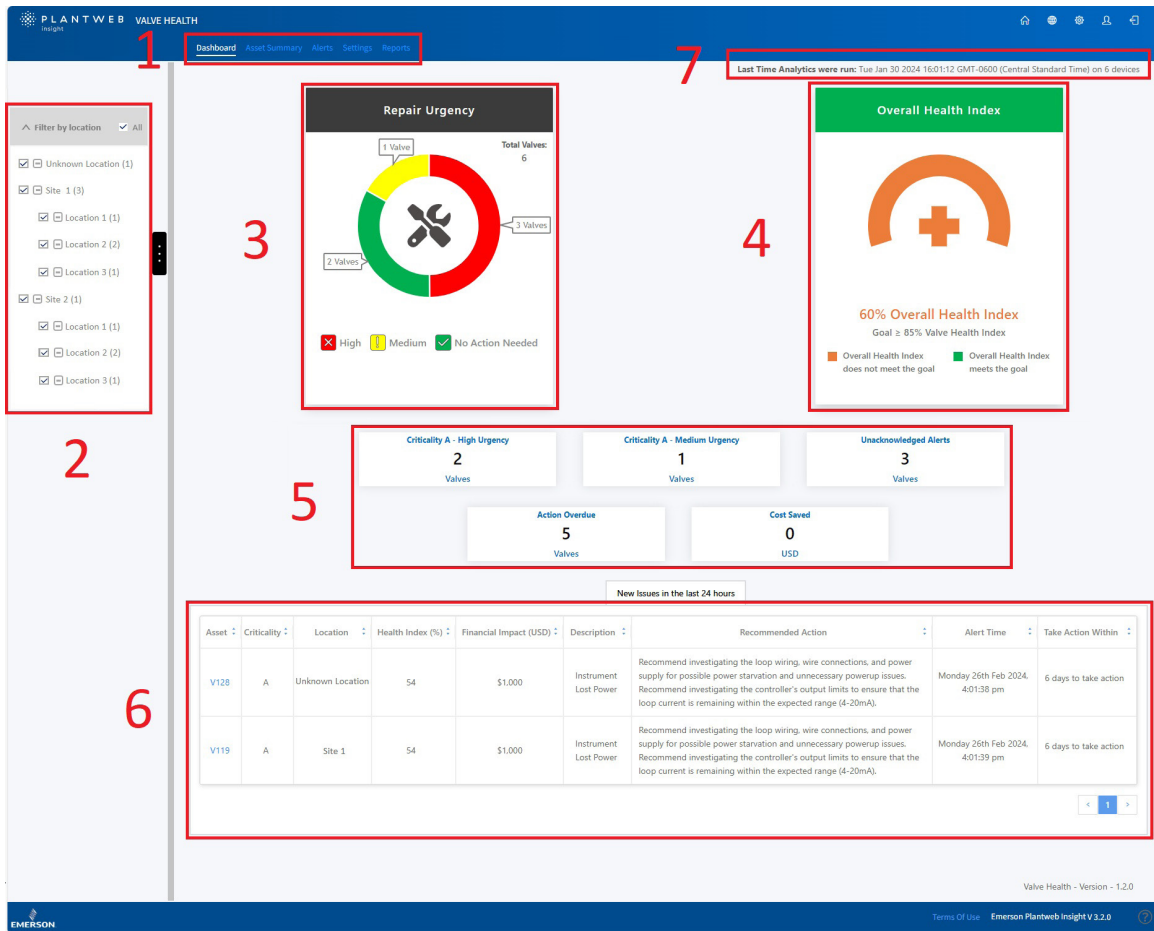 PLANTWEB VALVE HEALTH
insight
1
Dashboard Asset Summary Alerts Settings Reports
7
Last Time Analytics were run: Tue Jan 30 2024 16:01:12 GMT-0600 (Central Standard Time) on 6 devices
Filter by location All
Unknown Location (1)
Site 1 (3)
Location 1 (1)
Location 2 (2)
Location 3 (1)
Site 2 (1)
Location 1 (1)
Location 2 (2)
Location 3 (1)
2
3
Repair Urgency
Total Valves:
6
1 Valve
3 Valves
2 Valves
High Medium No Action Needed
4
Overall Health Index
60% Overall Health Index
Goal ≥ 85% Valve Health Index
Overall Health Index
does not meet the goal
Overall Health Index
meets the goal
5
Criticality A - High Urgency
2
Valves
Criticality A - Medium Urgency
1
Valves
Unacknowledged Alerts
3
Valves
Action Overdue
5
Valves
Cost Saved
0
USD
New Issues in the last 24 hours
6
Asset Criticality Location Health Index (%) Financial Impact (USD) Description Recommended Action Alert Time Take Action Within
V128 A Unknown Location 54 $1,000
Instrument
Lost Power
Recommend investigating the loop wiring, wire connections, and power
supply for possible power starvation and unnecessary powerup issues.
Recommend investigating the controller's output limits to ensure that the
loop current is remaining within the expected range (4-20mA).
Monday 26th Feb 2024,
4:01:38 pm
6 days to take action
V119 A Site 1 54 $1,000
Instrument
Lost Power
Recommend investigating the loop wiring, wire connections, and power
supply for possible power starvation and unnecessary powerup issues.
Recommend investigating the controller's output limits to ensure that the
loop current is remaining within the expected range (4-20mA).
Monday 26th Feb 2024,
4:01:39 pm
6 days to take action
< 1 >
Valve Health - Version - 1.2.0
EMERSON
Terms Of Use Emerson Plantweb Insight V 3.2.0 ?